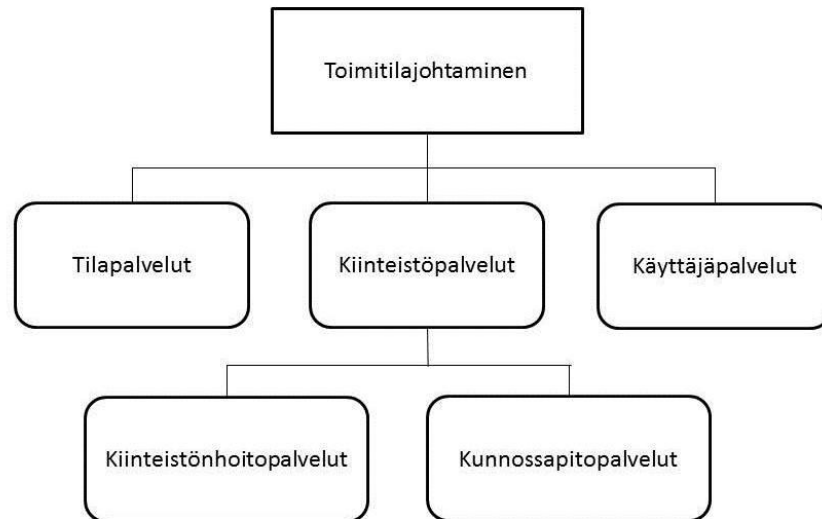 Toimitilajohtaminen
Tilapalvelut
Kiinteistöpalvelut
Käyttäjäpalvelut
Kiinteistönhoitopalvelut
Kunnossapitopalvelut